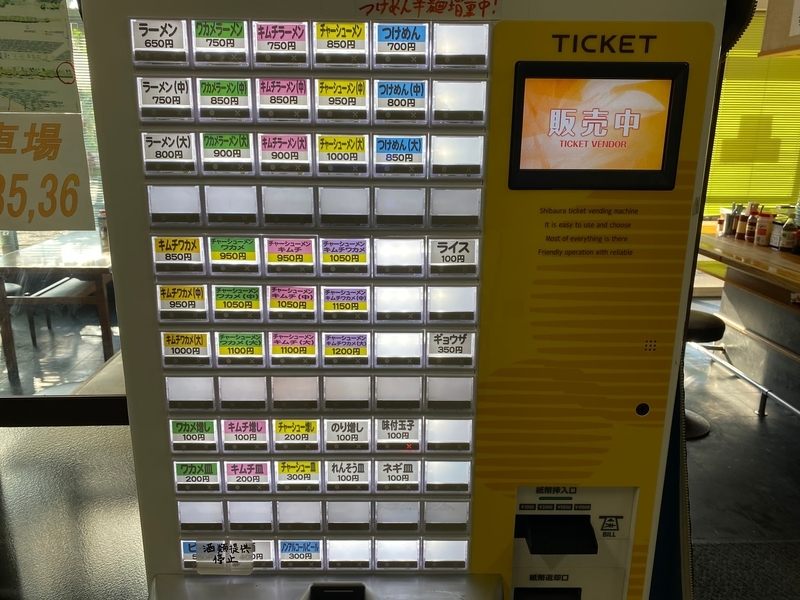 つけめん半麺増量中!
ラーメン 650円
ワカメラーメン 750円
キムチラーメン 750円
チャーシューメン 850円
つけめん 700円
ラーメン(中) 750円
ワカメラーメン(中) 850円
キムチラーメン(中) 850円
チャーシューメン(中) 950円
つけめん(中) 800円
ラーメン(大) 800円
ワカメラーメン(大) 900円
キムチラーメン(大) 900円
チャーシューメン(大) 1000円
つけめん(大) 850円
キムチワカメ 850円
チャーシューメン ワカメ 950円
チャーシューメン キムチ 950円
チャーシューメン キムチワカメ 1050円
ライス 100円
キムチワカメ(中) 950円
チャーシューメン ワカメ(中) 1050円
チャーシューメン キムチ(中) 1050円
チャーシューメン キムチワカメ(中) 1150円
キムチワカメ(大) 1000円
チャーシューメン ワカメ(大) 1100円
チャーシューメン キムチ(大) 1100円
チャーシューメン キムチワカメ(大) 1200円
ギョウザ 350円
ワカメ増し 100円
キムチ増し 100円
チャーシュー増し 200円
のり増し 100円
味付玉子 100円
ワカメ皿 200円
キムチ皿 200円
チャーシュー皿 300円
れんそう皿 100円
ネギ皿 100円
酒類提供
停止
ノンアルコールビール 300円
TICKET
販売中
TICKET VENDOR
Shibaura ticket vending machine
It is easy to use and choose
Most of everything is there
Friendly operation with reliable
紙幣挿入口
BILL
紙幣返却口
車場
35,36